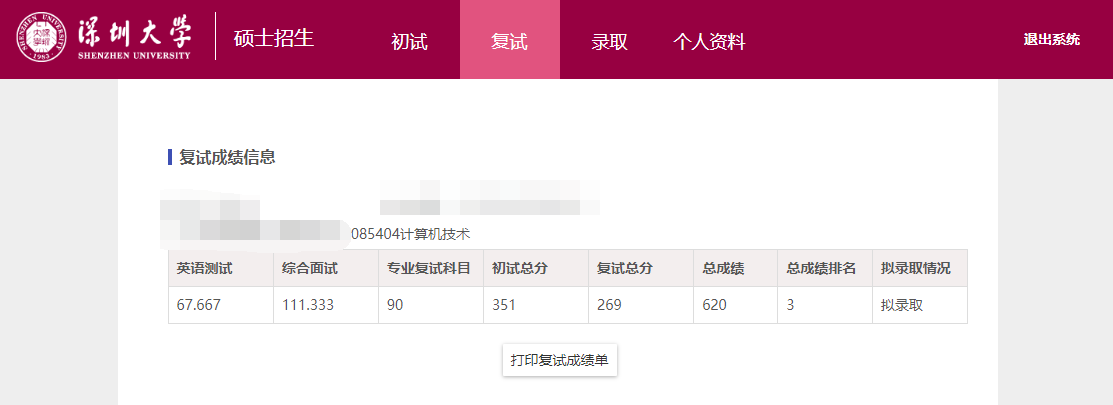 深圳大学
SHENZHEN UNIVERSITY
1983
硕士招生
初试
复试
录取
个人资料
退出系统
复试成绩信息
085404计算机技术
英语测试 综合面试 专业复试科目 初试总分 复试总分 总成绩 总成绩排名 拟录取情况
67.667 111.333 90 351 269 620 3 拟录取
打印复试成绩单